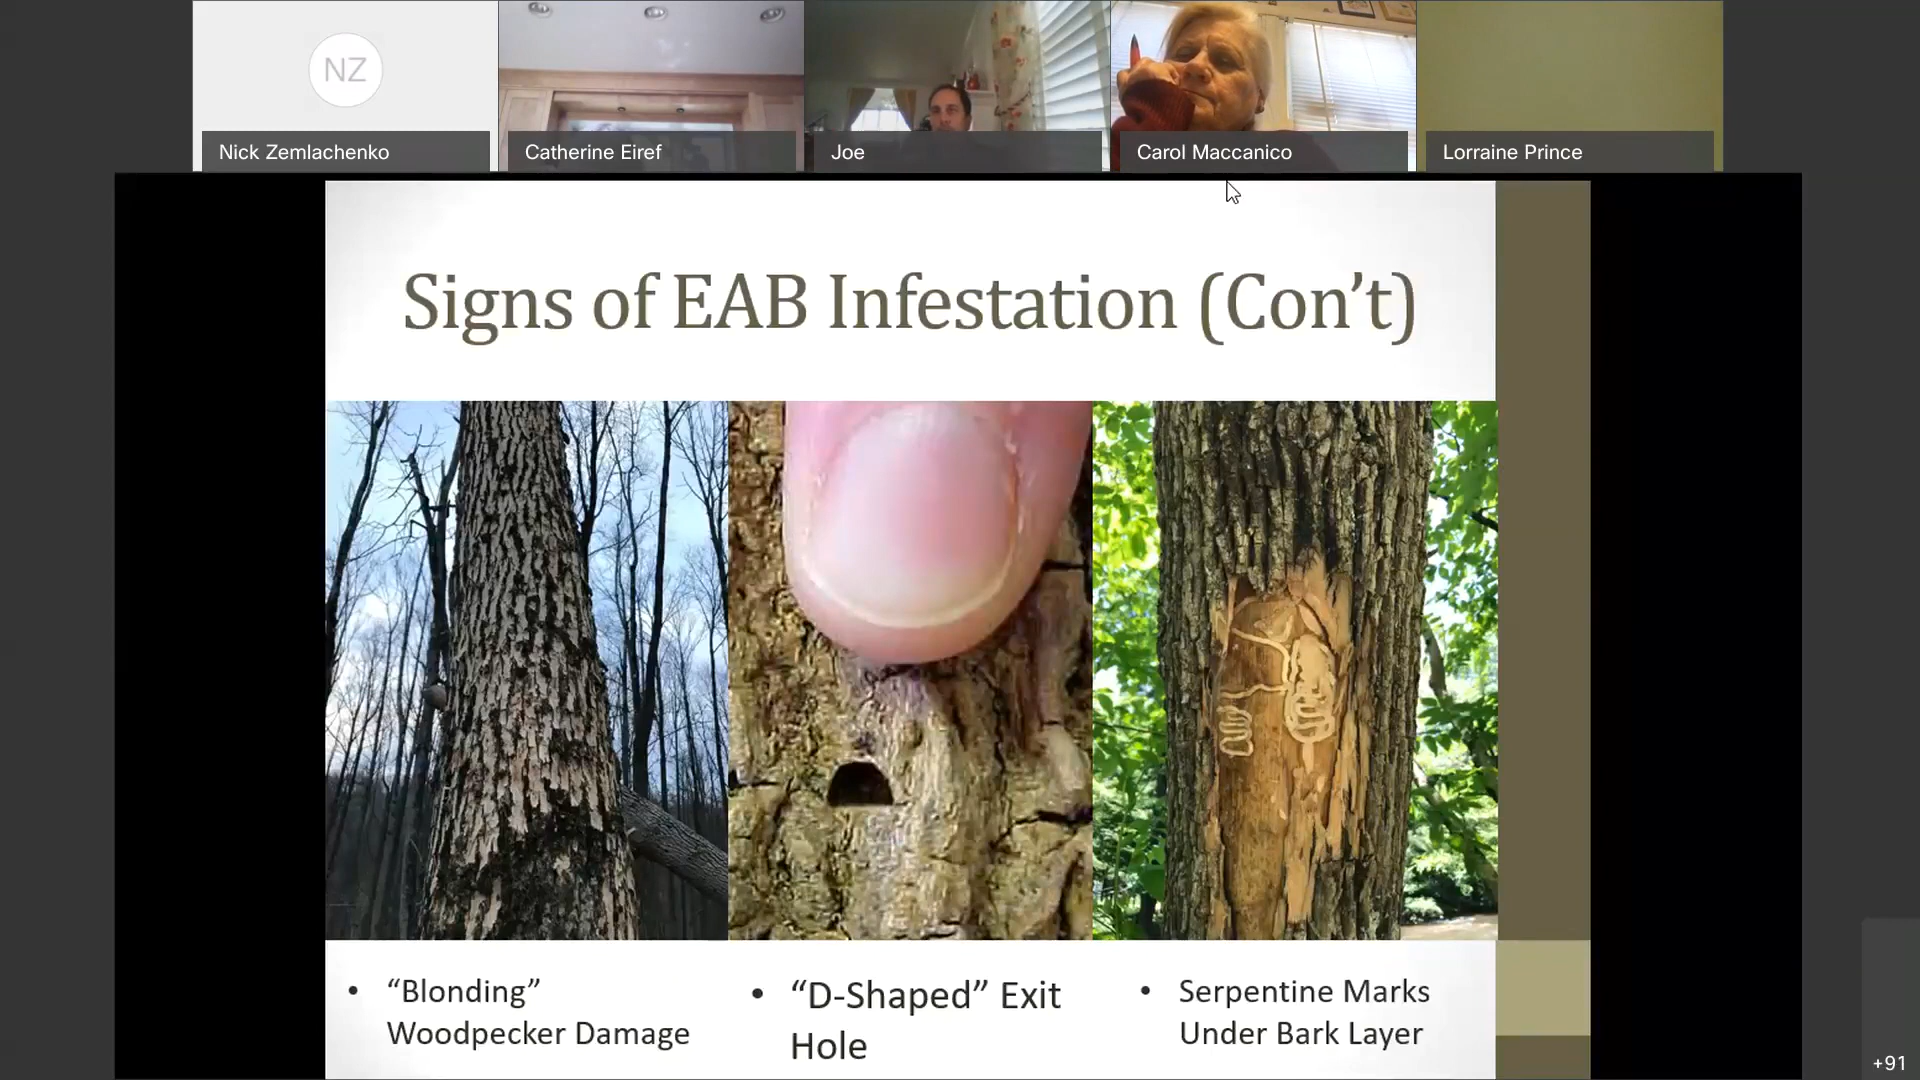 NZ
Nick Zemlachenko
Catherine Eiref
Joe
Carol Maccanico
Lorraine Prince
Signs of EAB Infestation (Con’t)
• “Blonding”
Woodpecker Damage
• “D-Shaped” Exit
Hole
• Serpentine Marks
Under Bark Layer
+91